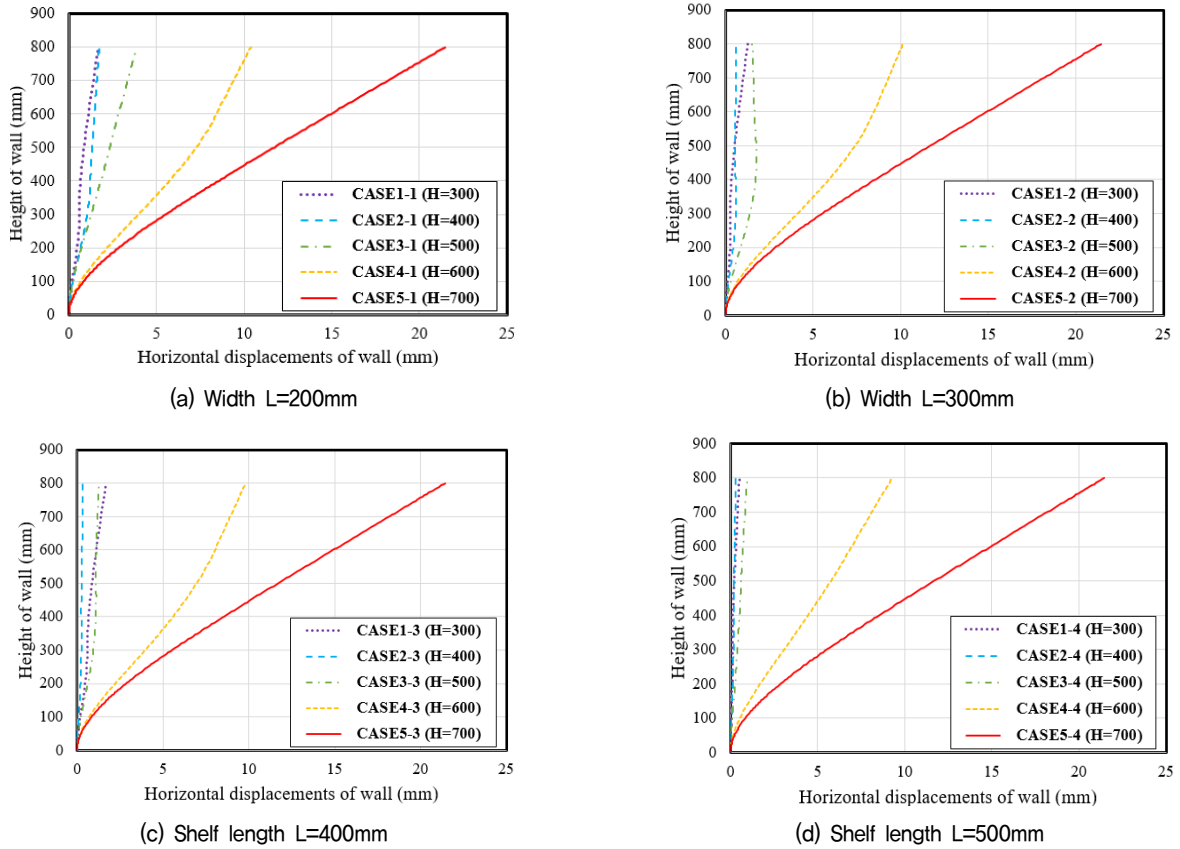 900
800
700
600
500
400
300
200
100
0
Height of wall (mm)
CASE1-1 (H=300)
CASE2-1 (H=400)
CASE3-1 (H=500)
CASE4-1 (H=600)
CASE5-1 (H=700)
0 5 10 15 20 25
Horizontal displacements of wall (mm)
(a) Width L=200mm
900
800
700
600
500
400
300
200
100
0
Height of wall (mm)
CASE1-2 (H=300)
CASE2-2 (H=400)
CASE3-2 (H=500)
CASE4-2 (H=600)
CASE5-2 (H=700)
0 5 10 15 20 25
Horizontal displacements of wall (mm)
(b) Width L=300mm
900
800
700
600
500
400
300
200
100
0
Height of wall (mm)
CASE1-3 (H=300)
CASE2-3 (H=400)
CASE3-3 (H=500)
CASE4-3 (H=600)
CASE5-3 (H=700)
0 5 10 15 20 25
Horizontal displacements of wall (mm)
(c) Shelf length L=400mm
900
800
700
600
500
400
300
200
100
0
Height of wall (mm)
CASE1-4 (H=300)
CASE2-4 (H=400)
CASE3-4 (H=500)
CASE4-4 (H=600)
CASE5-4 (H=700)
0 5 10 15 20 25
Horizontal displacements of wall (mm)
(d) Shelf length L=500mm